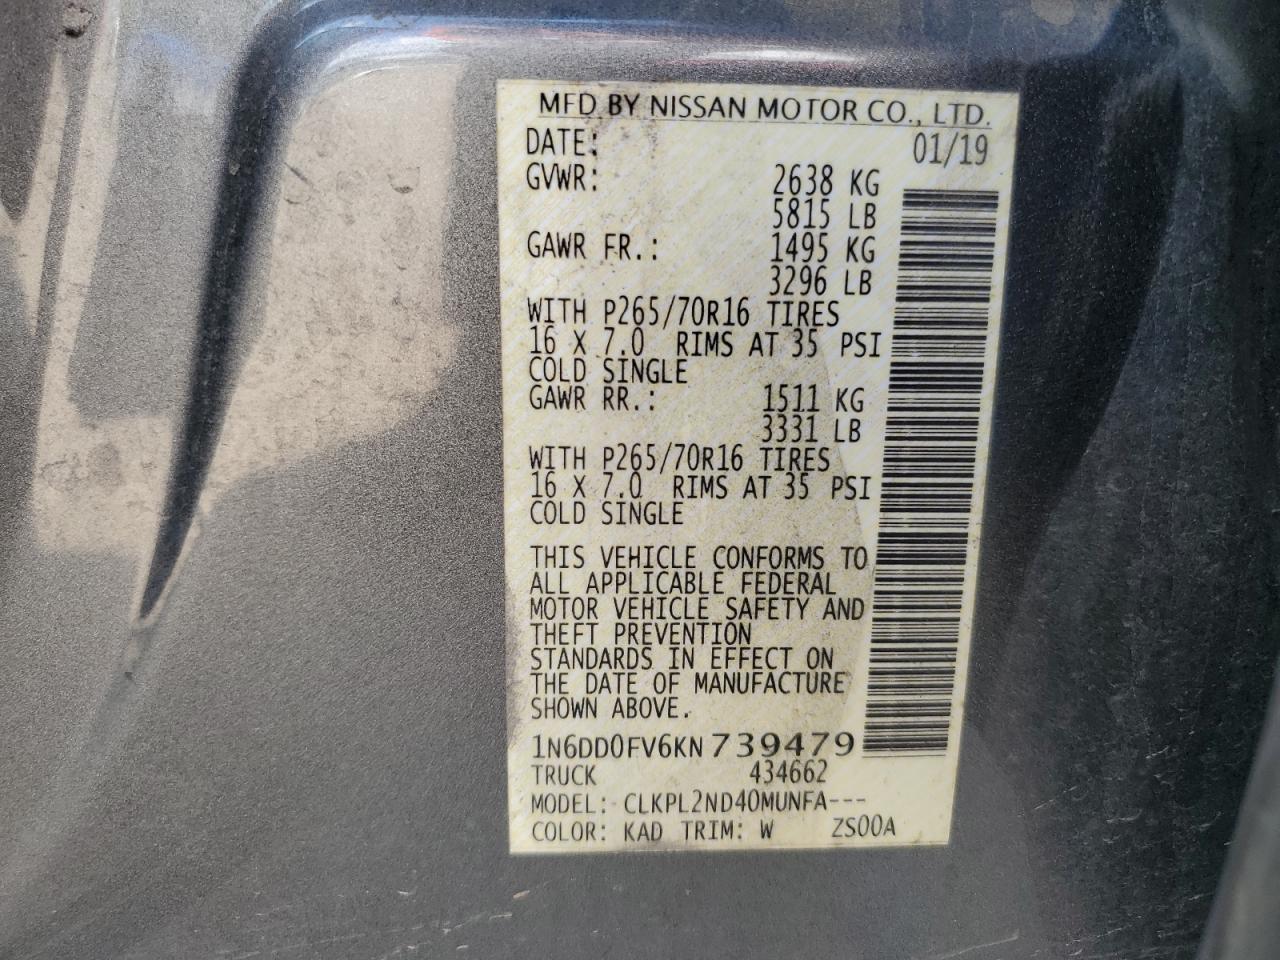 MFD BY NISSAN MOTOR CO., LTD.
DATE: 01/19
GVWR: 2638 KG
5815 LB
GAWR FR.: 1495 KG
3296 LB
WITH P265/70R16 TIRES
16 X 7.0 RIMS AT 35 PSI
COLD SINGLE
GAWR RR.: 1511 KG
3331 LB
WITH P265/70R16 TIRES
16 X 7.0 RIMS AT 35 PSI
COLD SINGLE
THIS VEHICLE CONFORMS TO
ALL APPLICABLE FEDERAL
MOTOR VEHICLE SAFETY AND
THEFT PREVENTION
STANDARDS IN EFFECT ON
THE DATE OF MANUFACTURE
SHOWN ABOVE.
1N6DD0FV6KN 739479
TRUCK 434662
MODEL: CLKPL2ND40MUNFA---
COLOR: KAD TRIM: W ZS00A